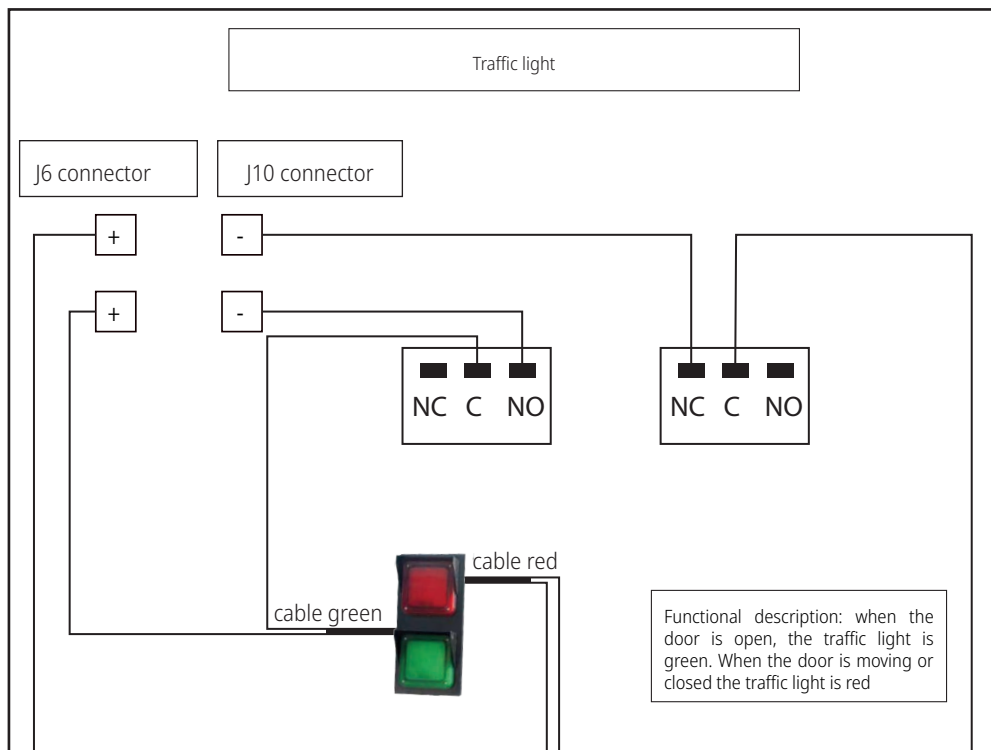 Traffic light
J6 connector
J10 connector
+
-
+
-
NC C NO
NC C NO
cable red
cable green
Functional description: when the
door is open, the traffic light is
green. When the door is moving or
closed the traffic light is red